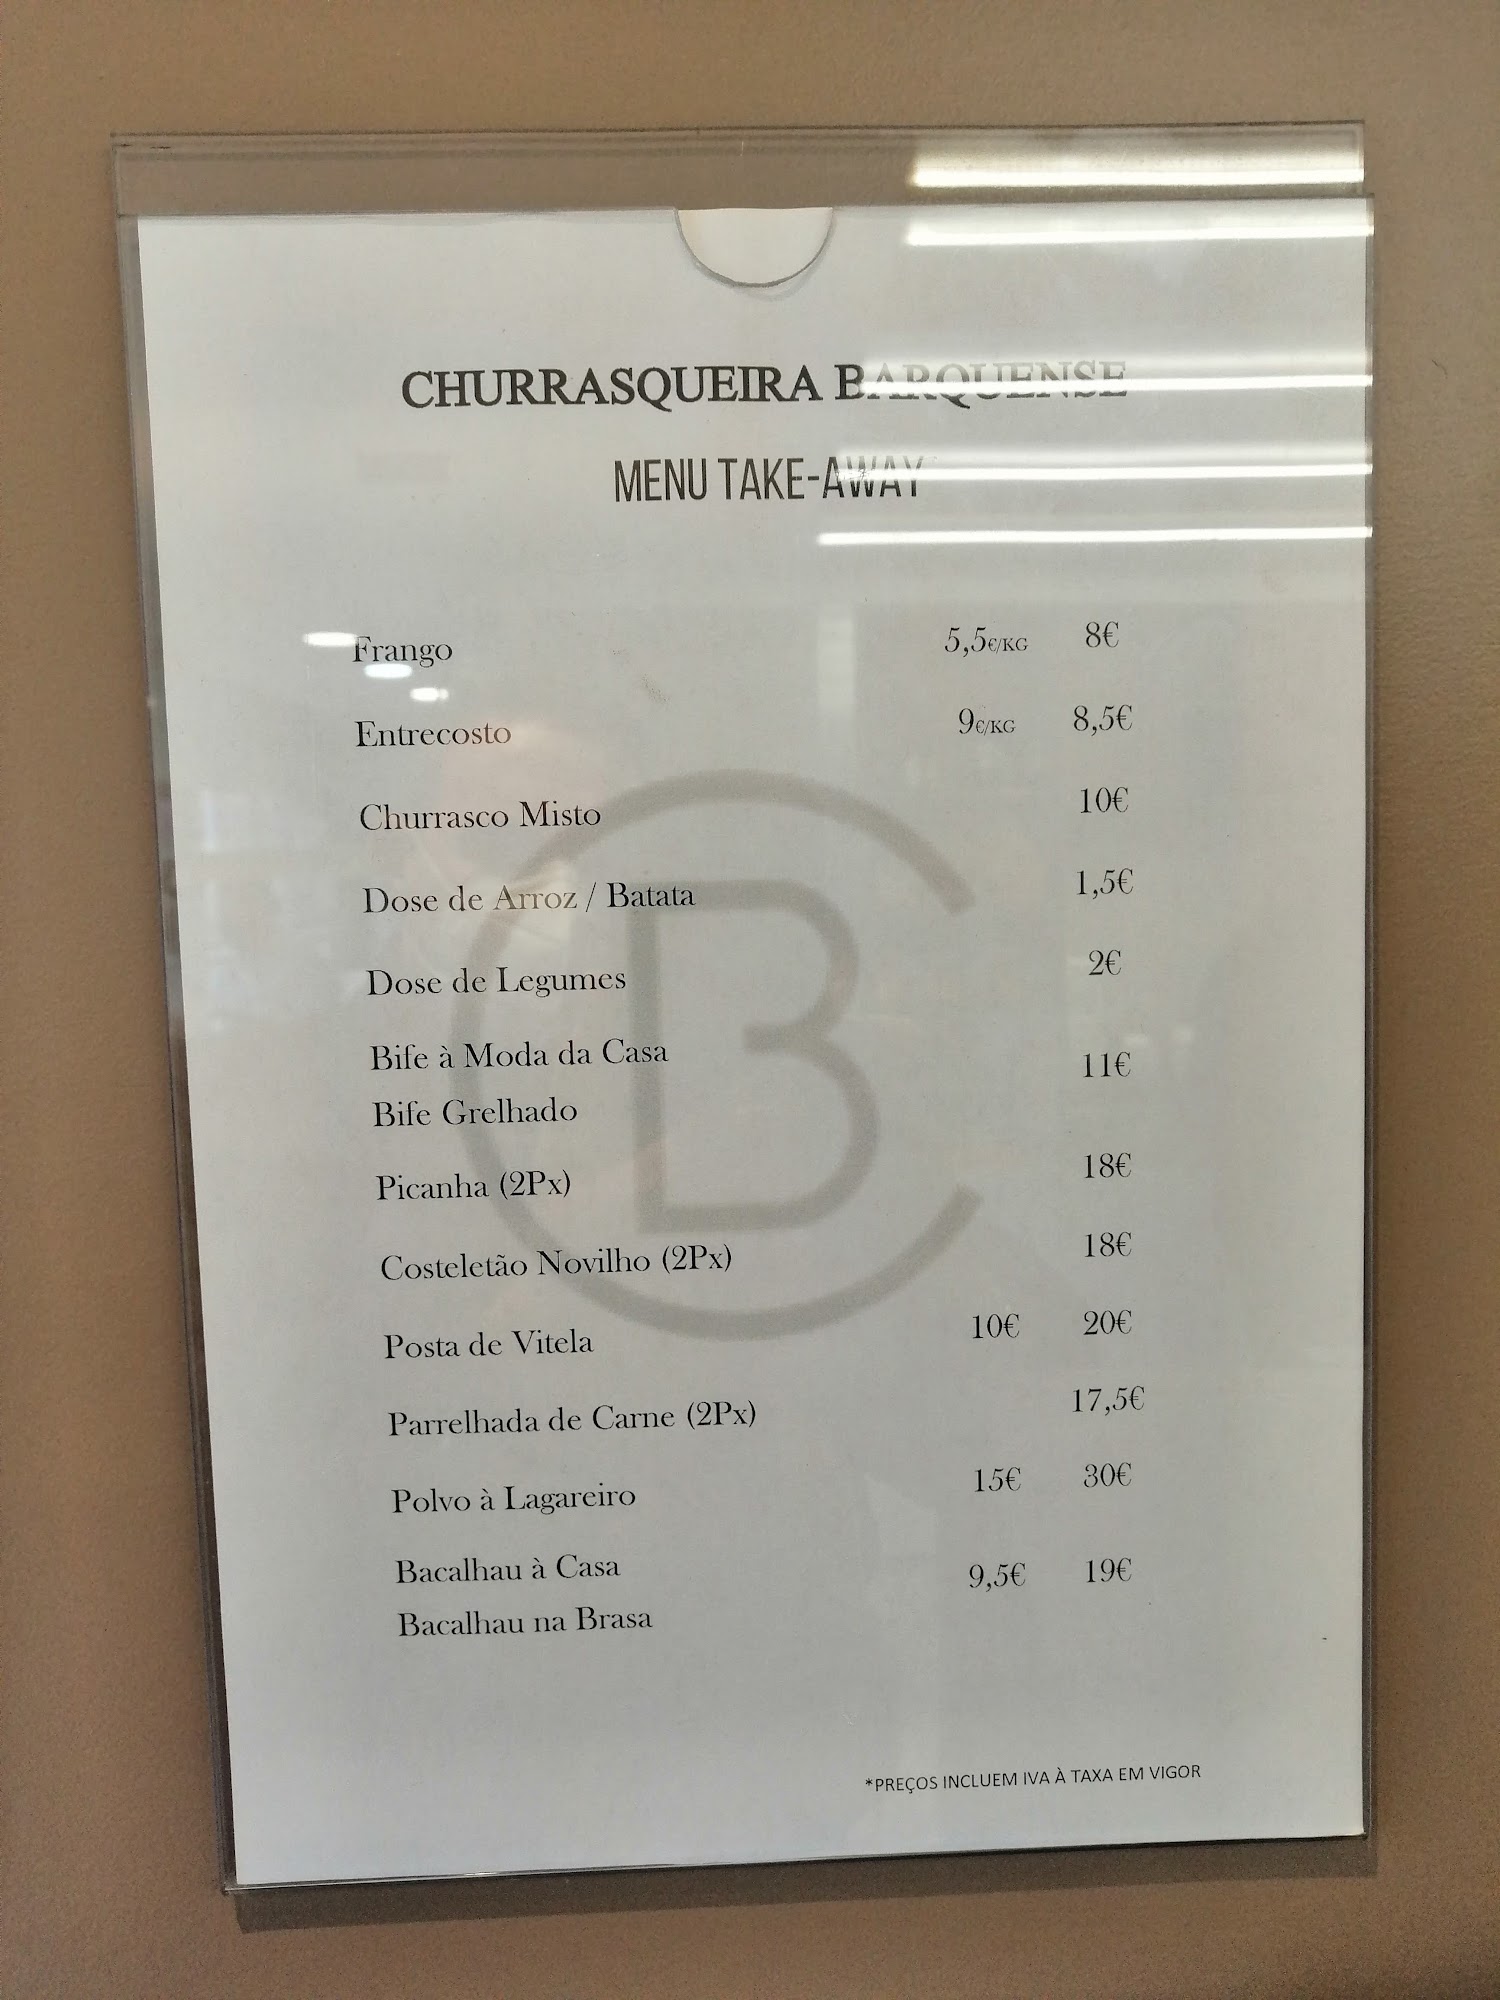 CHURRASQUEIRA BARQUENSE
MENU TAKE-AWAY
Frango 5,5€/KG 8€
Entrecosto 9€/KG 8,5€
Churrasco Misto 10€
Dose de Arroz / Batata 1,5€
Dose de Legumes 2€
Bife à Moda da Casa 11€
Bife Grelhado
Picanha (2Px) 18€
Costeletão Novilho (2Px) 18€
Posta de Vitela 10€ 20€
Parrelhada de Carne (2Px) 17,5€
Polvo à Lagareiro 15€ 30€
Bacalhau à Casa 9,5€ 19€
Bacalhau na Brasa
*PREÇOS INCLUEM IVA À TAXA EM VIGOR